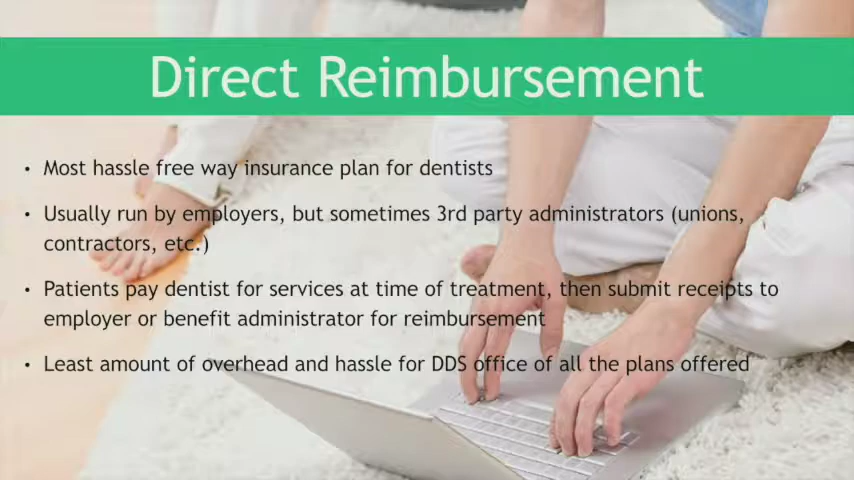 Direct Reimbursement
• Most hassle free way insurance plan for dentists
• Usually run by employers, but sometimes 3rd party administrators (unions,
contractors, etc.)
• Patients pay dentist for services at time of treatment, then submit receipts to
employer or benefit administrator for reimbursement
• Least amount of overhead and hassle for DDS office of all the plans offered